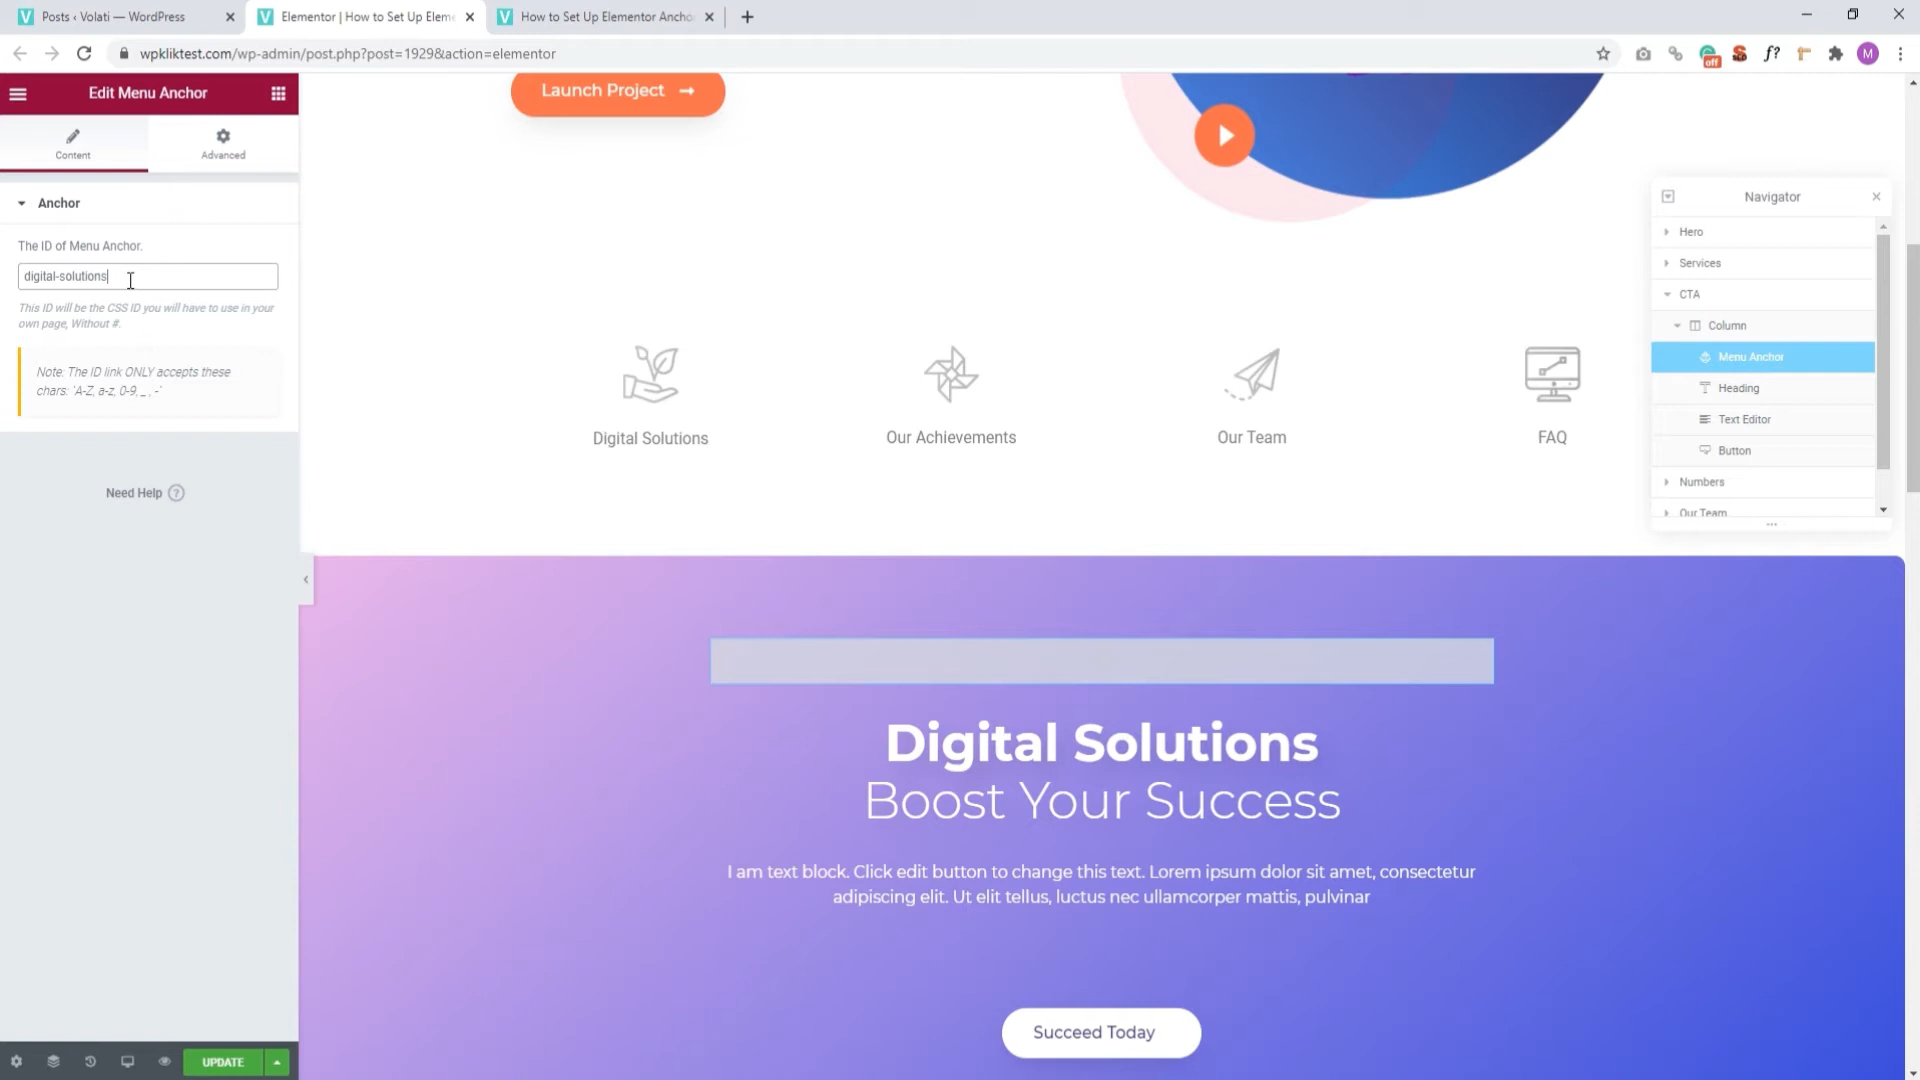 Posts ‹ Volati — WordPress
Elementor | How to Set Up Eleme
How to Set Up Elementor Ancho
wpkliktest.com/wp-admin/post.php?post=1929&action=elementor
off
f?
M
Edit Menu Anchor
Content
Advanced
Anchor
The ID of Menu Anchor.
digital-solutions
This ID will be the CSS ID you will have to use in your
own page, Without #.
Note: The ID link ONLY accepts these
chars: `A-Z, a-z, 0-9, _ , -`
Need Help
UPDATE
Launch Project
Digital Solutions
Our Achievements
Our Team
FAQ
Digital Solutions
Boost Your Success
I am text block. Click edit button to change this text. Lorem ipsum dolor sit amet, consectetur
adipiscing elit. Ut elit tellus, luctus nec ullamcorper mattis, pulvinar
Succeed Today
Navigator
Hero
Services
CTA
Column
Menu Anchor
Heading
Text Editor
Button
Numbers
Our Team